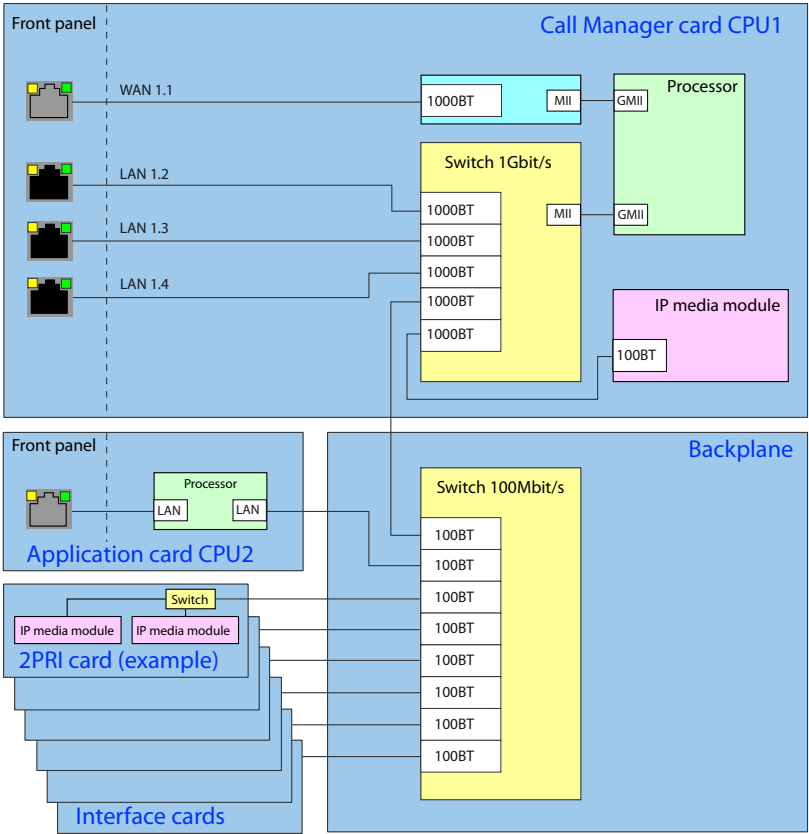 Front panel
Call Manager card CPU1
WAN 1.1
1000BT
MII
GMII
Processor
LAN 1.2
Switch 1Gbit/s
1000BT
MII
GMII
LAN 1.3
1000BT
1000BT
LAN 1.4
1000BT
1000BT
IP media module
100BT
Front panel
Processor
LAN
LAN
Application card CPU2
Backplane
Switch 100Mbit/s
100BT
100BT
100BT
100BT
100BT
100BT
100BT
100BT
Switch
IP media module
IP media module
2PRI card (example)
Interface cards